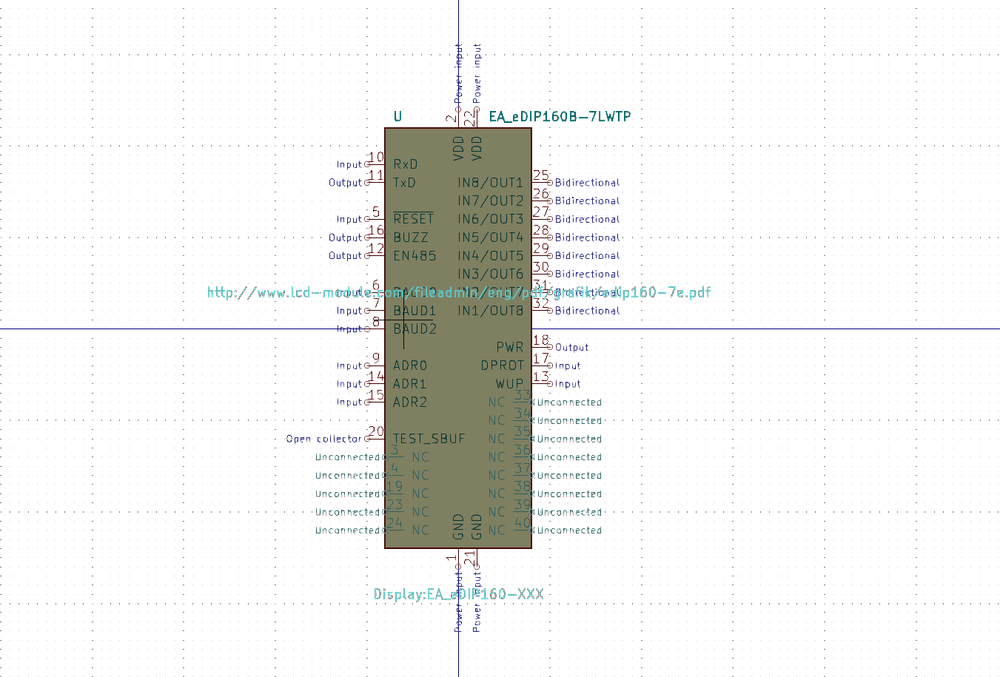 Power input
Power input
2
22
U
EA_eDIP160B-7LWTP
VDD
VDD
Input 10 RxD
Output 11 TxD
Input 5 RESET
Output 16 BUZZ
Output 12 EN485
Input 6
http://www.lcd-module.com/fileadmin/eng/pdf/grafik/edip160-7e.pdf
Input 7 BAUD1
Input 8 BAUD2
Input 9 ADR0
Input 14 ADR1
Input 15 ADR2
Open collector 20 TEST_SBUF
Unconnected 3 NC
Unconnected 4 NC
Unconnected 19 NC
Unconnected 23 NC
Unconnected 24 NC
IN8/OUT1 25 Bidirectional
IN7/OUT2 26 Bidirectional
IN6/OUT3 27 Bidirectional
IN5/OUT4 28 Bidirectional
IN4/OUT5 29 Bidirectional
IN3/OUT6 30 Bidirectional
31 Bidirectional
IN1/OUT8 32 Bidirectional
PWR 18 Output
DPROT 17 Input
WUP 13 Input
NC 33 Unconnected
NC 34 Unconnected
NC 35 Unconnected
NC 36 Unconnected
NC 37 Unconnected
NC 38 Unconnected
NC 39 Unconnected
NC 40 Unconnected
GND
GND
1
21
Display:EA_eDIP160-XXX
Power input
Power input